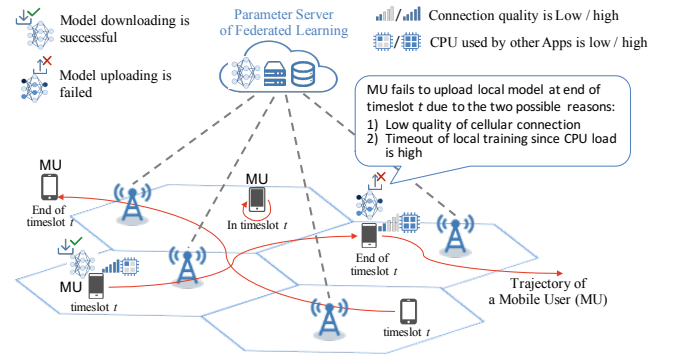 Model downloading is
successful
Model uploading is
failed
Parameter Server
of Federated Learning
Connection quality is Low / high
CPU used by other Apps is low / high
MU fails to upload local model at end of
timeslot t due to the two possible reasons:
1) Low quality of cellular connection
2) Timeout of local training since CPU load
is high
MU
End of
timeslot t
MU
In timeslot t
MU
timeslot t
End of
timeslot t
timeslot t
Trajectory of
a Mobile User (MU)